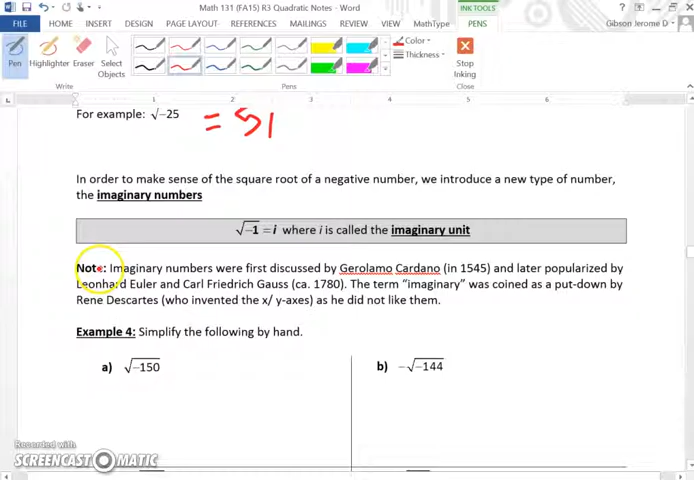 Math 131 (FA15) R3 Quadratic Notes - Word
INK TOOLS
FILE HOME INSERT DESIGN PAGE LAYOUT REFERENCES MAILINGS REVIEW VIEW MathType PENS
Gibson Jerome D
Pen Highlighter Eraser Select Objects
Color
Thickness
Stop Inking
Write Pens
1 2 3 4 5 6
For example: √-25 = 5i
In order to make sense of the square root of a negative number, we introduce a new type of number,
the imaginary numbers
√-1 = i where i is called the imaginary unit
Note: Imaginary numbers were first discussed by Gerolamo Cardano (in 1545) and later popularized by
Leonhard Euler and Carl Friedrich Gauss (ca. 1780). The term “imaginary” was coined as a put-down by
Rene Descartes (who invented the x/ y-axes) as he did not like them.
Example 4: Simplify the following by hand.
a) √-150
b) -√-144
Recorded with
SCREENCAST-O-MATIC